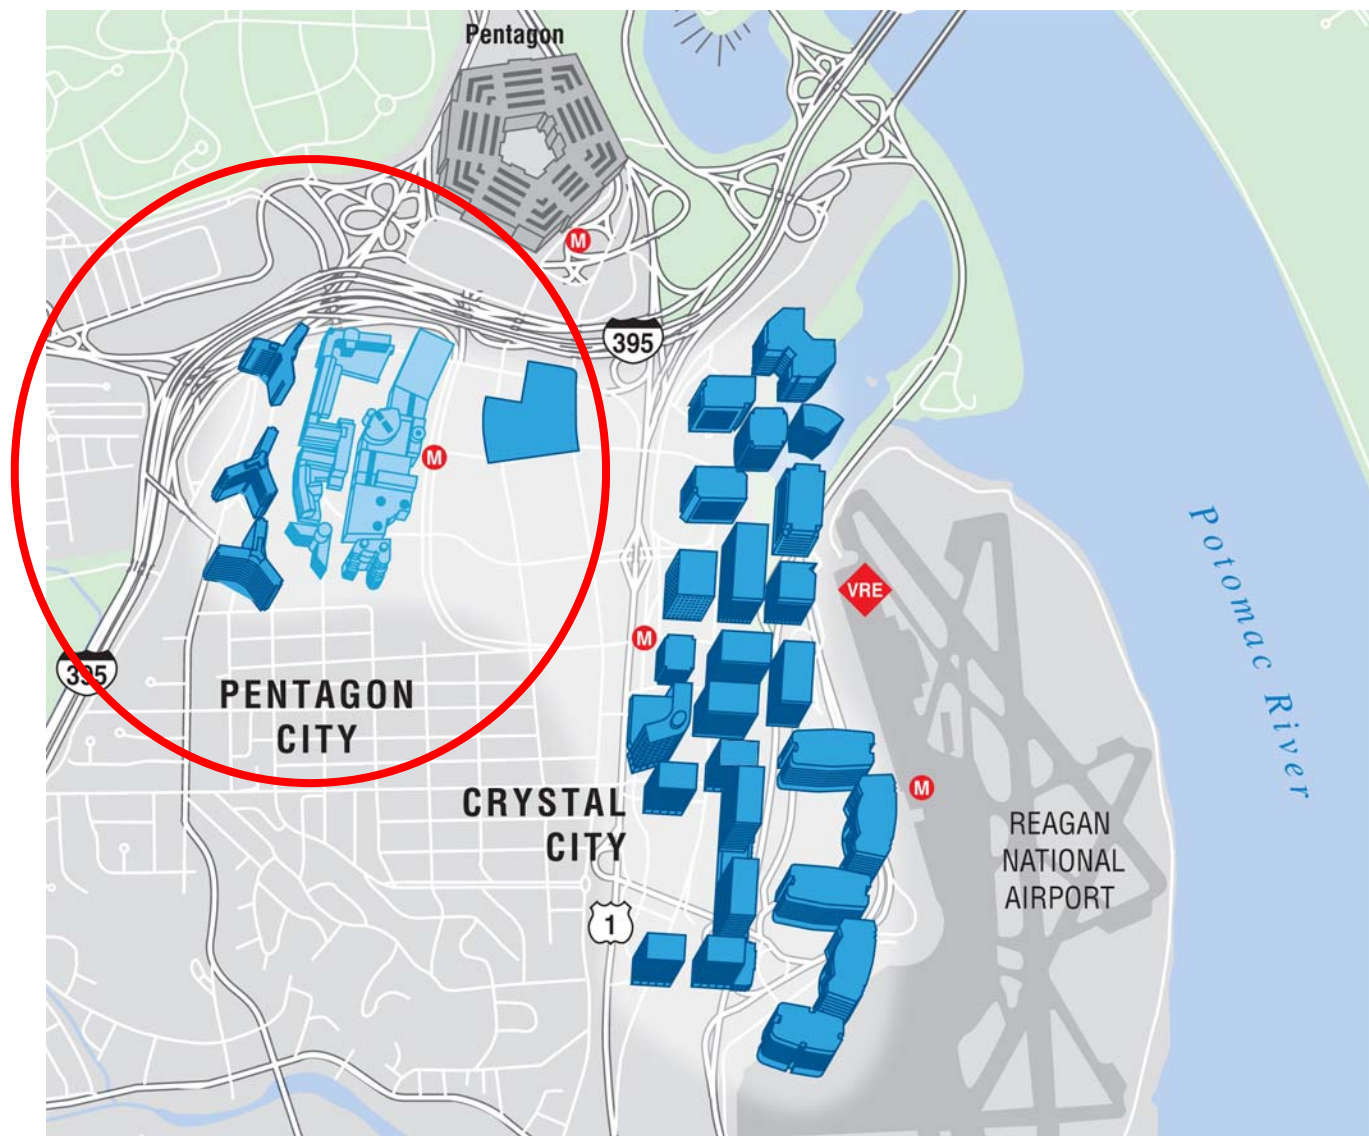 Pentagon
M
395
M
VRE
M
395
PENTAGON
CITY
M
CRYSTAL
CITY
REAGAN
NATIONAL
AIRPORT
1
Potomac River